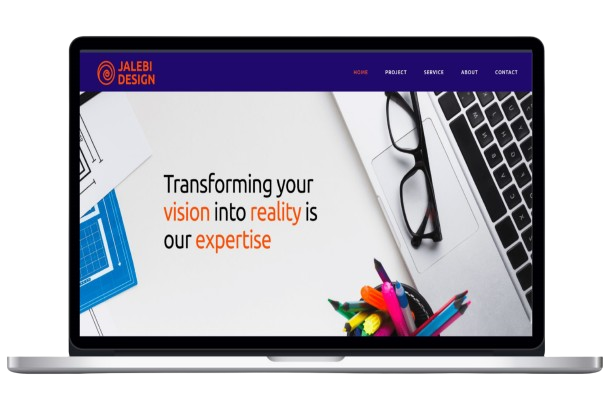 JALEBI
DESIGN
HOME PROJECT SERVICE ABOUT CONTACT
Transforming your
vision into reality is
our expertise